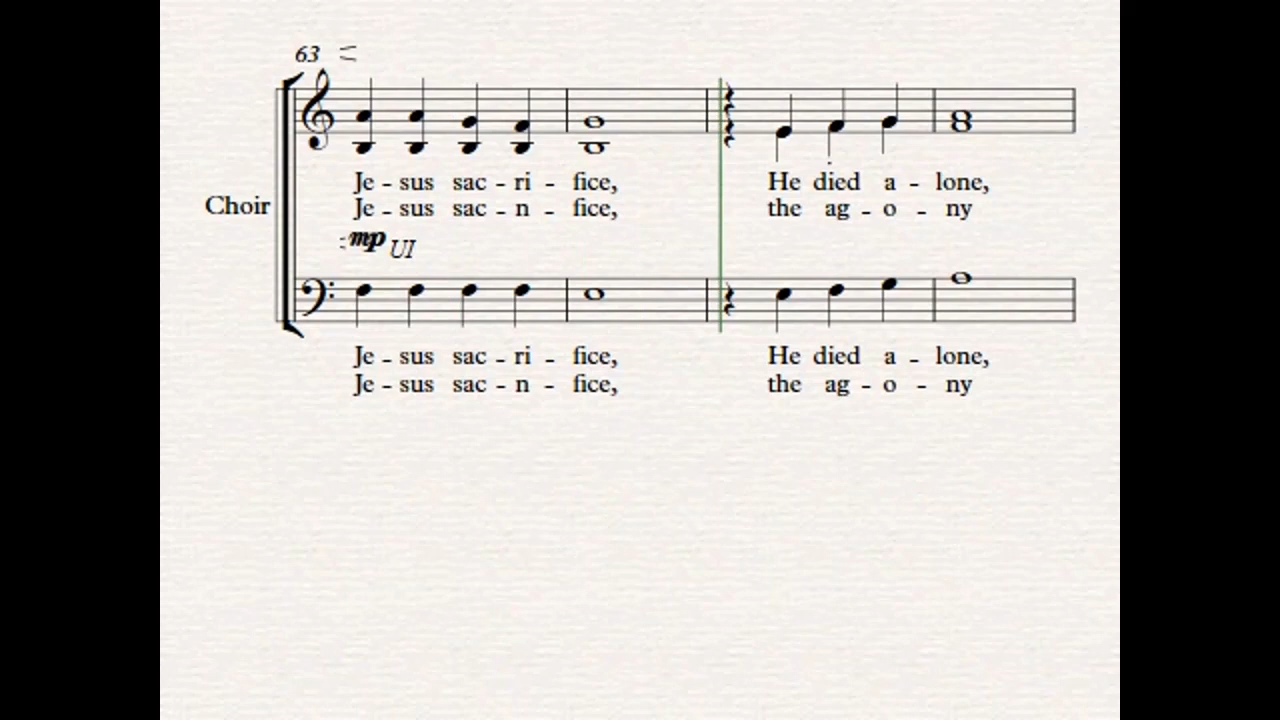 63
Je - sus sac - ri - fice, He died a - lone,
Je - sus sac - n - fice, the ag - o - ny
Choir
mp UI
Je - sus sac - ri - fice, He died a - lone,
Je - sus sac - n - fice, the ag - o - ny